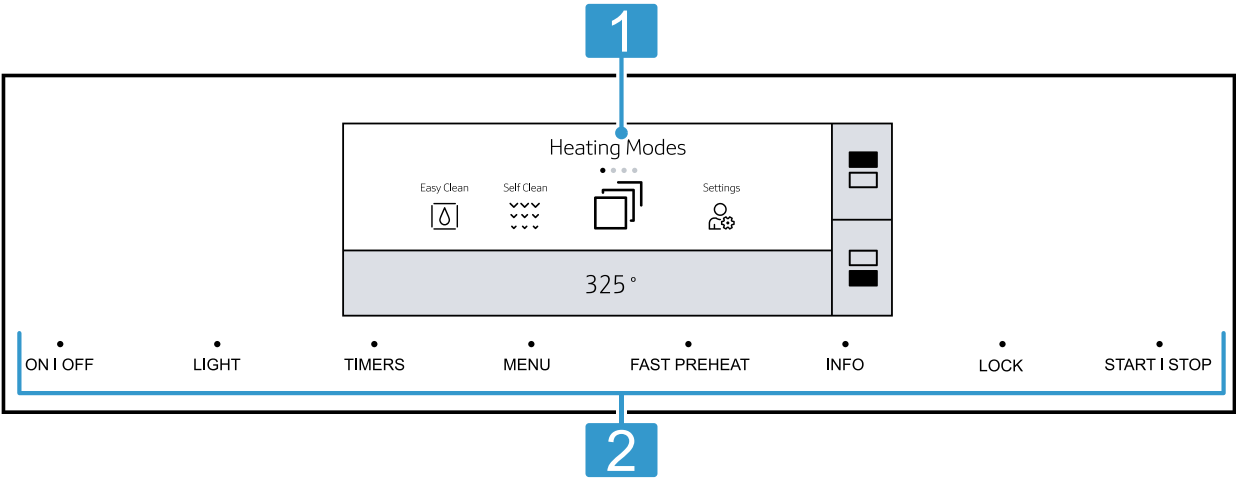 1
Heating Modes
Easy Clean Self Clean Settings
325°
ON I OFF LIGHT TIMERS MENU FAST PREHEAT INFO LOCK START I STOP
2